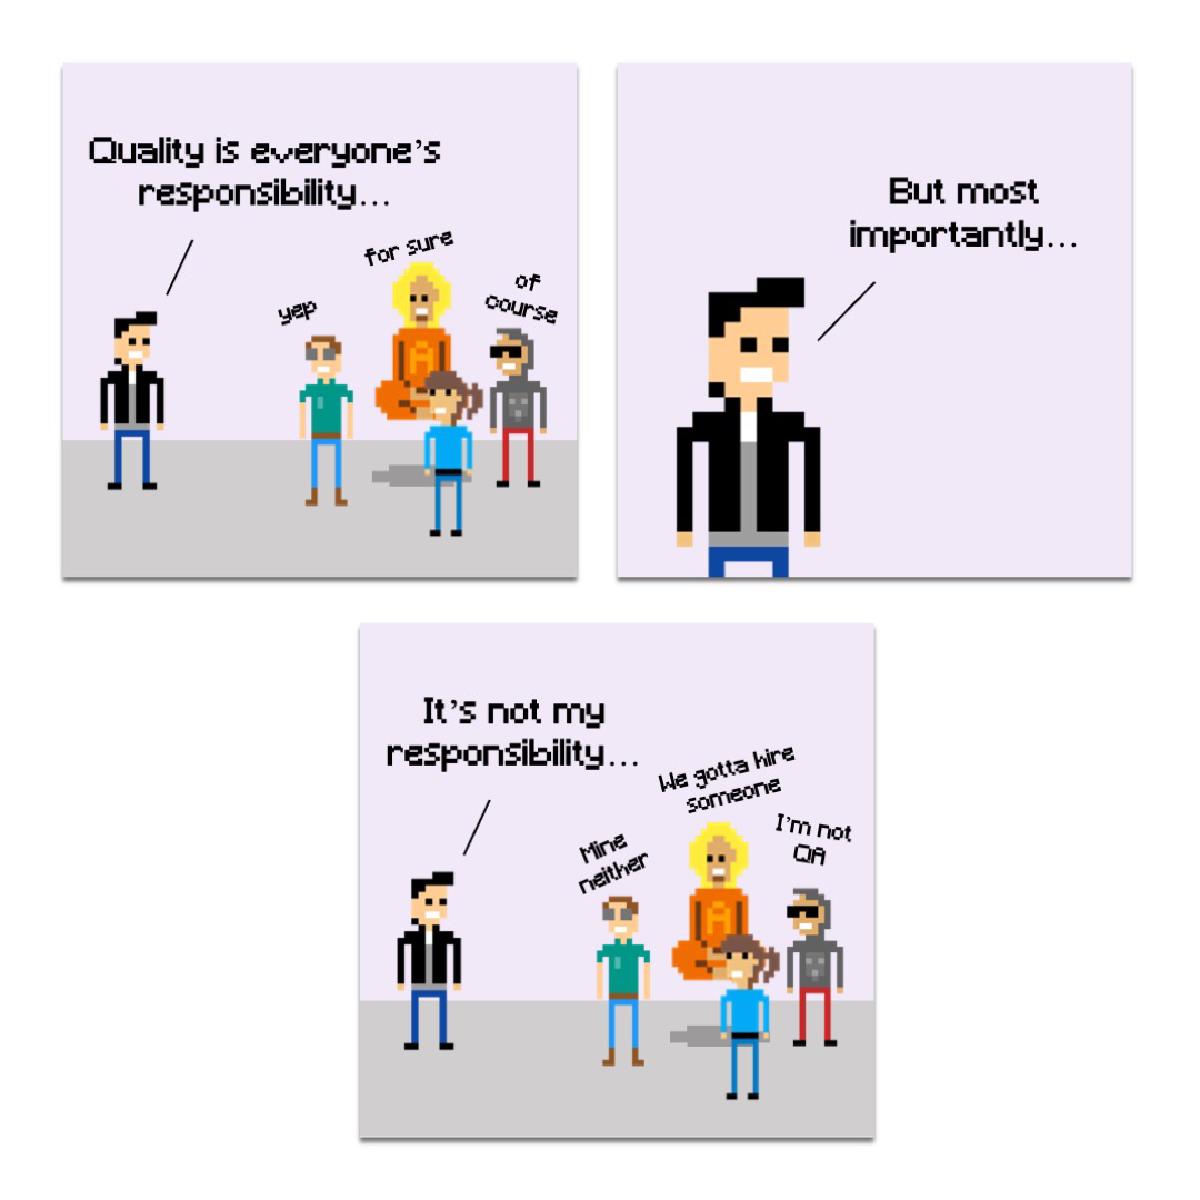 Quality is everyone's
responsibility...
for sure
yep
of
course
But most
importantly...
It's not my
responsibility...
We gotta hire
someone
Mine
neither
I'm not
QA
A
A